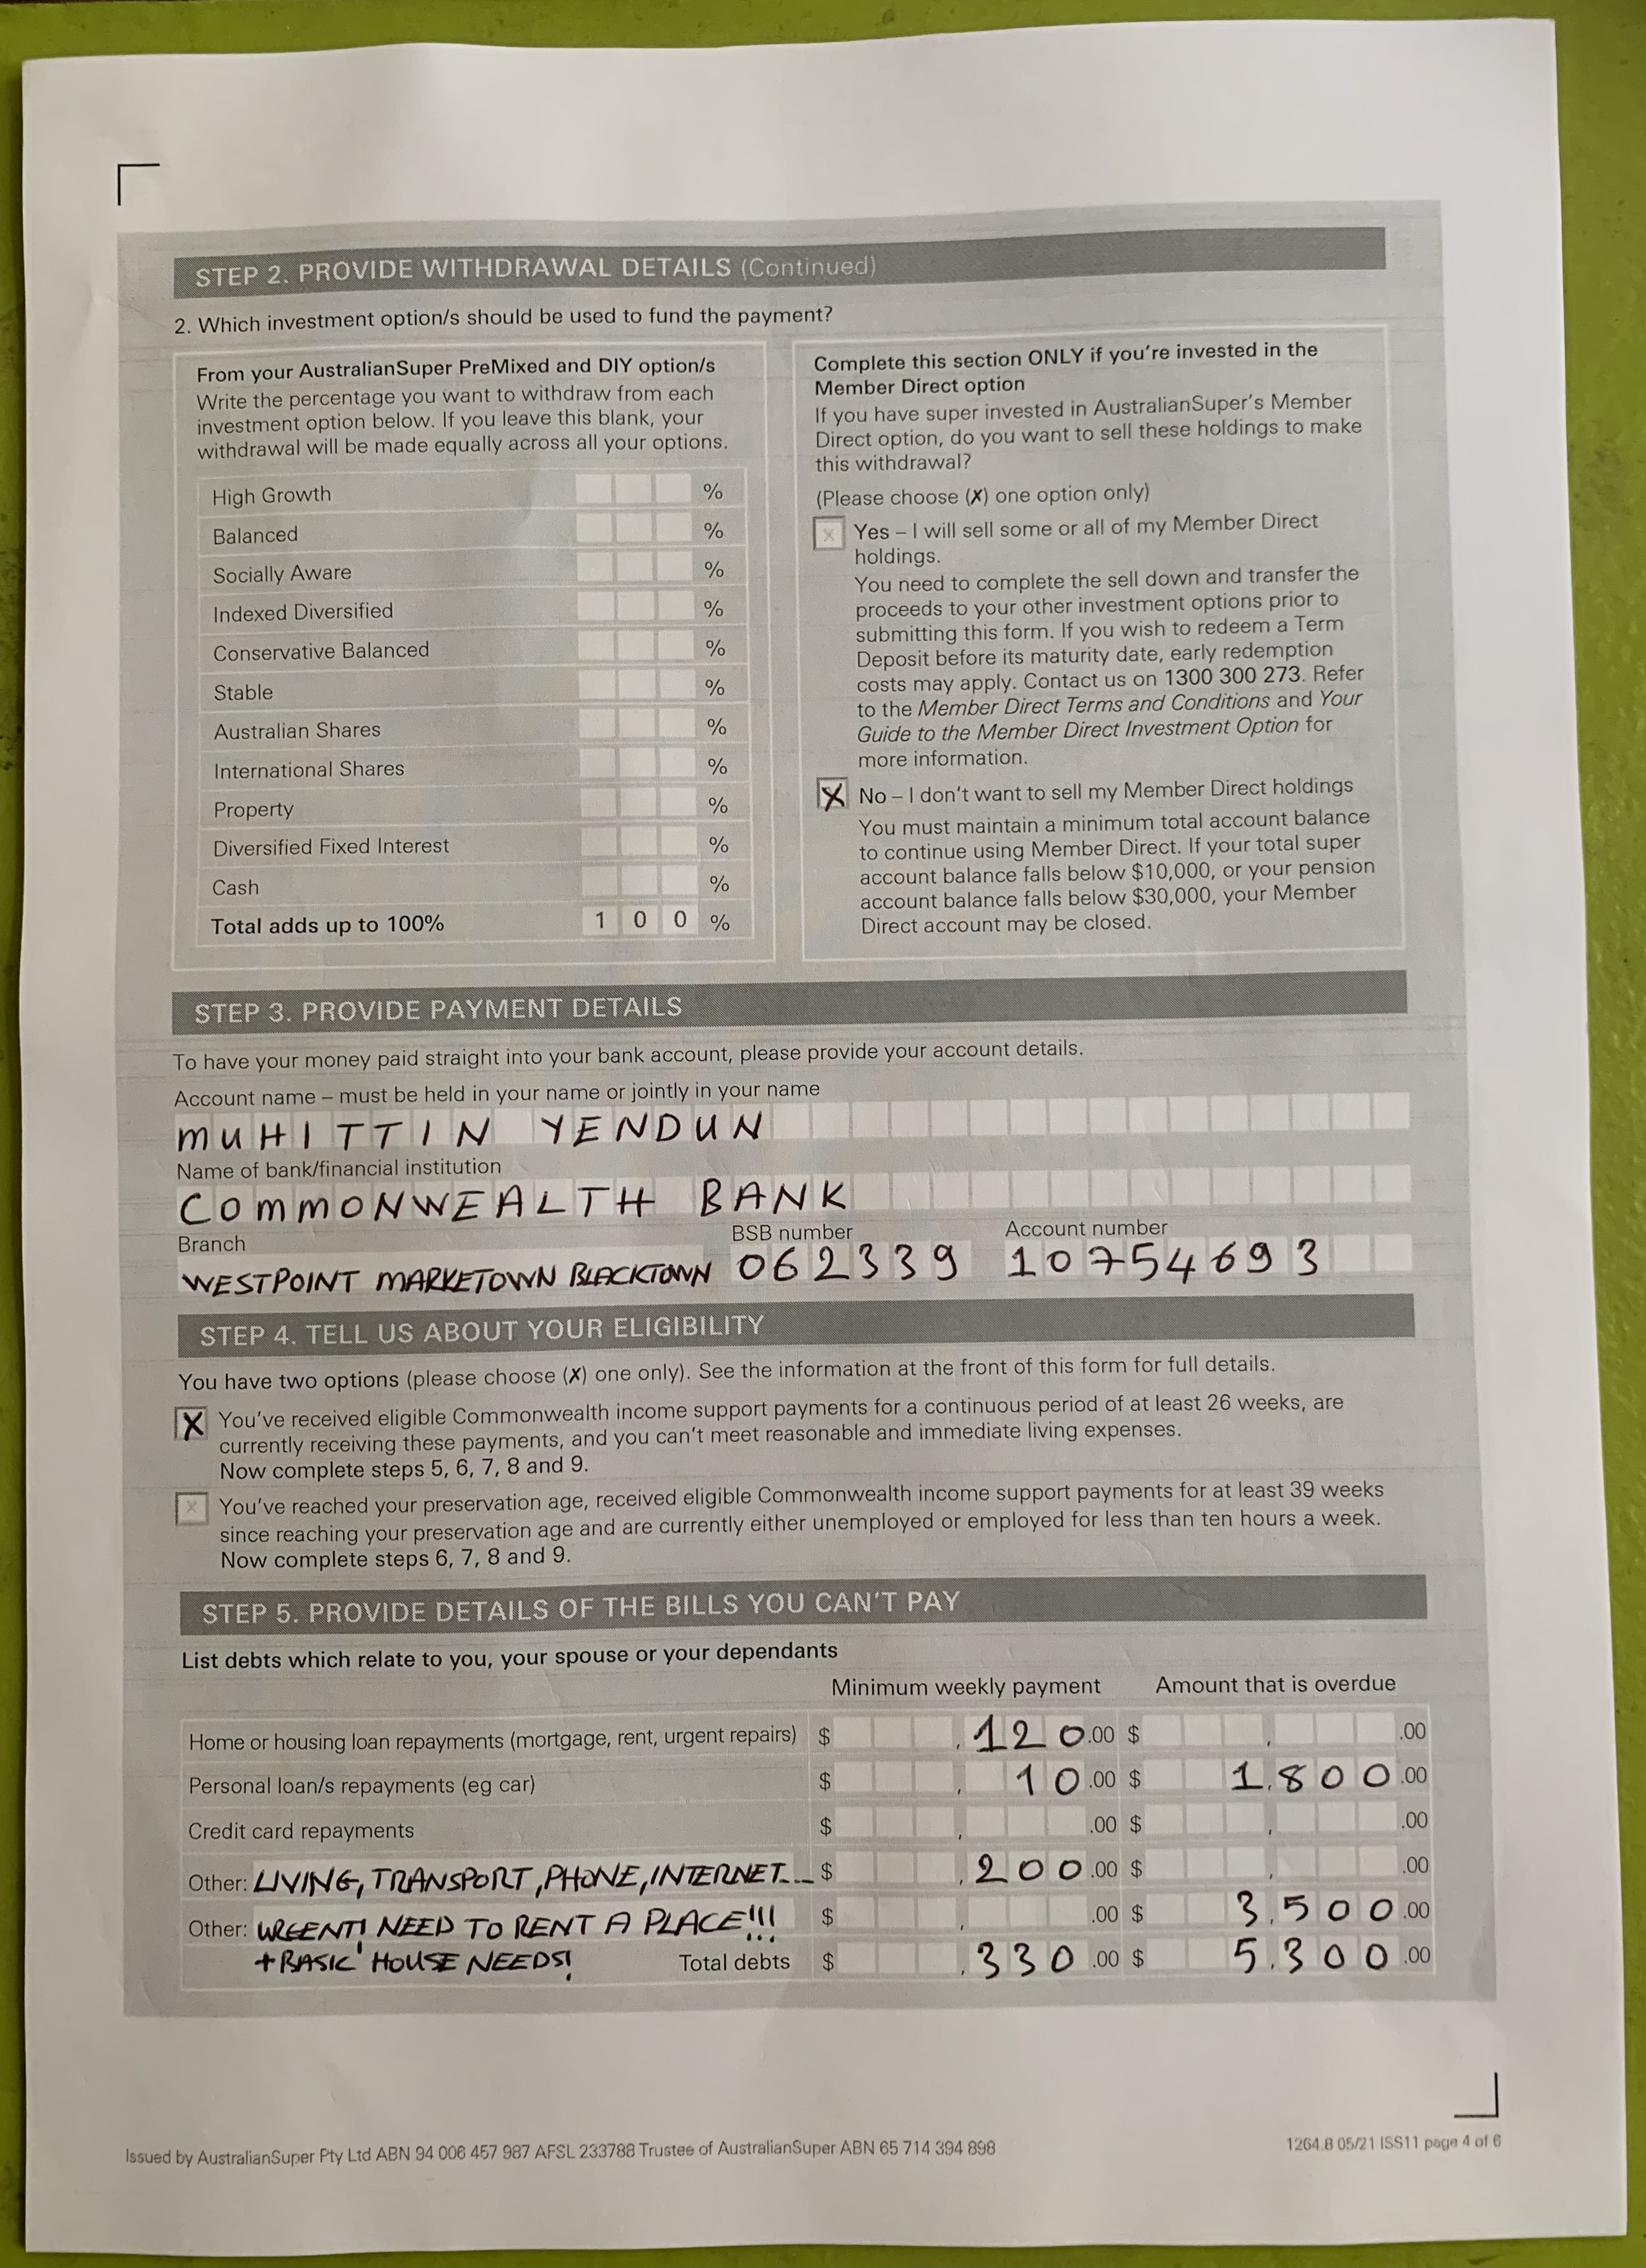 STEP 2. PROVIDE WITHDRAWAL DETAILS (Continued)
2. Which investment option/s should be used to fund the payment?
From your AustralianSuper PreMixed and DIY option/s
Write the percentage you want to withdraw from each
investment option below. If you leave this blank, your
withdrawal will be made equally across all your options.
High Growth %
Balanced %
Socially Aware %
Indexed Diversified %
Conservative Balanced %
Stable %
Australian Shares %
International Shares %
Property %
Diversified Fixed Interest %
Cash %
Total adds up to 100% 1 0 0 %
Complete this section ONLY if you're invested in the
Member Direct option
If you have super invested in AustralianSuper's Member
Direct option, do you want to sell these holdings to make
this withdrawal?
(Please choose (✗) one option only)
Yes – I will sell some or all of my Member Direct
holdings.
You need to complete the sell down and transfer the
proceeds to your other investment options prior to
submitting this form. If you wish to redeem a Term
Deposit before its maturity date, early redemption
costs may apply. Contact us on 1300 300 273. Refer
to the Member Direct Terms and Conditions and Your
Guide to the Member Direct Investment Option for
more information.
X No – I don't want to sell my Member Direct holdings
You must maintain a minimum total account balance
to continue using Member Direct. If your total super
account balance falls below $10,000, or your pension
account balance falls below $30,000, your Member
Direct account may be closed.
STEP 3. PROVIDE PAYMENT DETAILS
To have your money paid straight into your bank account, please provide your account details.
Account name – must be held in your name or jointly in your name
MUHITTIN YENDUN
Name of bank/financial institution
COMMONWEALTH BANK
Branch BSB number Account number
WESTPOINT MARKETOWN BLACKTOWN 062339 10754693
STEP 4. TELL US ABOUT YOUR ELIGIBILITY
You have two options (please choose (✗) one only). See the information at the front of this form for full details.
X You've received eligible Commonwealth income support payments for a continuous period of at least 26 weeks, are
currently receiving these payments, and you can't meet reasonable and immediate living expenses.
Now complete steps 5, 6, 7, 8 and 9.
You've reached your preservation age, received eligible Commonwealth income support payments for at least 39 weeks
since reaching your preservation age and are currently either unemployed or employed for less than ten hours a week.
Now complete steps 6, 7, 8 and 9.
STEP 5. PROVIDE DETAILS OF THE BILLS YOU CAN'T PAY
List debts which relate to you, your spouse or your dependants
Minimum weekly payment Amount that is overdue
Home or housing loan repayments (mortgage, rent, urgent repairs) $ , 120.00 $ , .00
Personal loan/s repayments (eg car) $ , 10.00 $ 1,800.00
Credit card repayments $ , .00 $ , .00
Other: LIVING, TRANSPORT, PHONE, INTERNET... $ , 200.00 $ , .00
Other: URGENT! NEED TO RENT A PLACE!!! $ , .00 $ 3,500.00
+ BASIC HOUSE NEEDS! Total debts $ , 330.00 $ 5,300.00
Issued by AustralianSuper Pty Ltd ABN 94 006 457 987 AFSL 233788 Trustee of AustralianSuper ABN 65 714 394 898
1264.8 05/21 ISS11 page 4 of 6